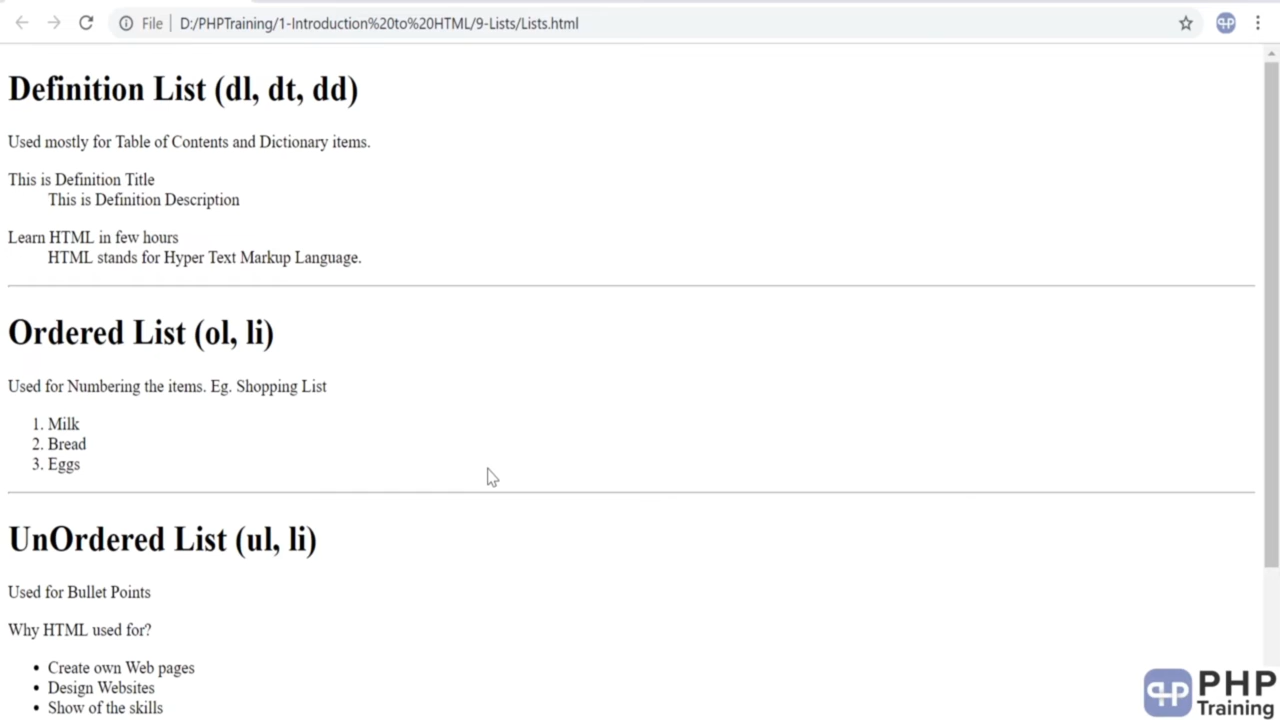 File | D:/PHPTraining/1-Introduction%20to%20HTML/9-Lists/Lists.html
Definition List (dl, dt, dd)
Used mostly for Table of Contents and Dictionary items.
This is Definition Title
This is Definition Description
Learn HTML in few hours
HTML stands for Hyper Text Markup Language.
Ordered List (ol, li)
Used for Numbering the items. Eg. Shopping List
1. Milk
2. Bread
3. Eggs
UnOrdered List (ul, li)
Used for Bullet Points
Why HTML used for?
• Create own Web pages
• Design Websites
• Show of the skills
PHP
Training